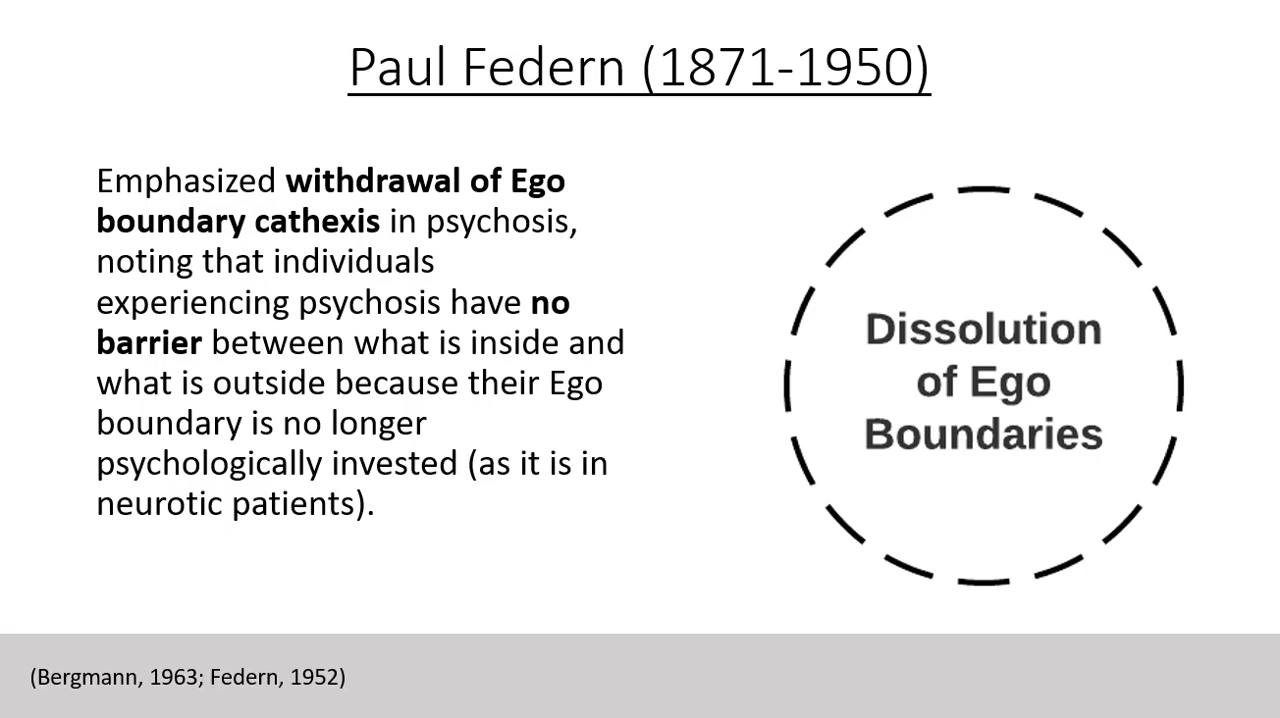 Paul Federn (1871-1950)
Emphasized withdrawal of Ego
boundary cathexis in psychosis,
noting that individuals
experiencing psychosis have no
barrier between what is inside and
what is outside because their Ego
boundary is no longer
psychologically invested (as it is in
neurotic patients).
Dissolution
of Ego
Boundaries
(Bergmann, 1963; Federn, 1952)